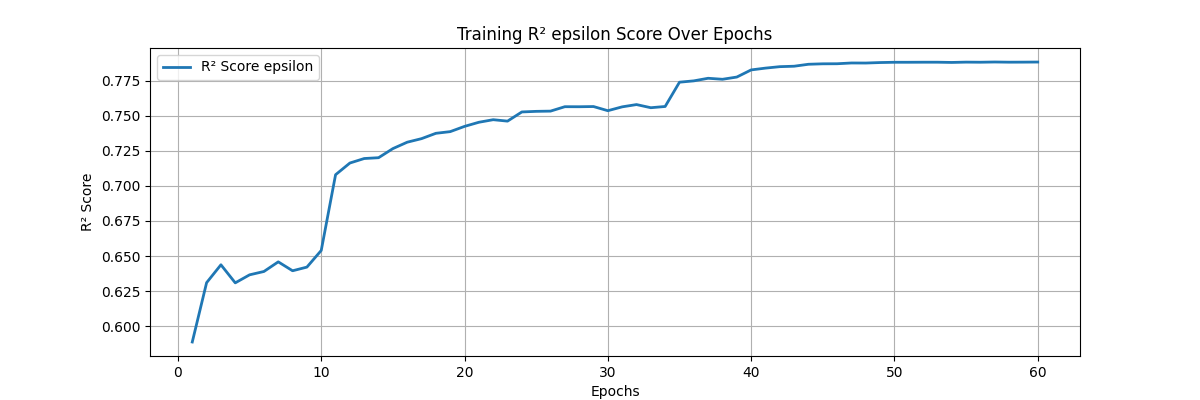 Training R² epsilon Score Over Epochs
R² Score epsilon
R² Score
0.775
0.750
0.725
0.700
0.675
0.650
0.625
0.600
0 10 20 30 40 50 60
Epochs